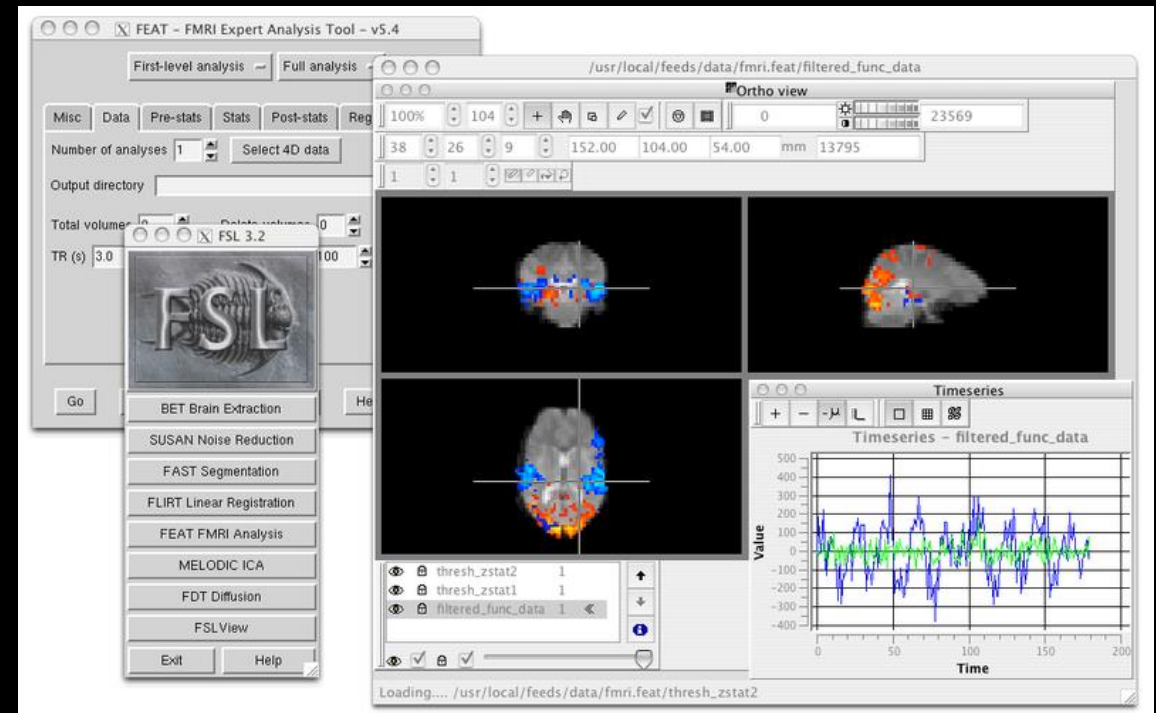 FEAT - FMRI Expert Analysis Tool - v5.4
First-level analysis Full analysis
Misc Data Pre-stats Stats Post-stats Reg
Number of analyses 1 Select 4D data
Output directory
Total volumes 0
TR (s) 3.0 100
Go He
FSL 3.2
FSL
BET Brain Extraction
SUSAN Noise Reduction
FAST Segmentation
FLIRT Linear Registration
FEAT FMRI Analysis
MELODIC ICA
FDT Diffusion
FSLView
Exit Help
/usr/local/feeds/data/fmri.feat/filtered_func_data
Ortho view
100% 104 0 23569
38 26 9 152.00 104.00 54.00 mm 13795
1 1
thresh_zstat2 1
thresh_zstat1 1
filtered_func_data 1
Loading.... /usr/local/feeds/data/fmri.feat/thresh_zstat2
Timeseries
Timeseries - filtered_func_data
Value
500
400
300
200
100
0
-100
-200
-300
-400
0 50 100 150 200
Time